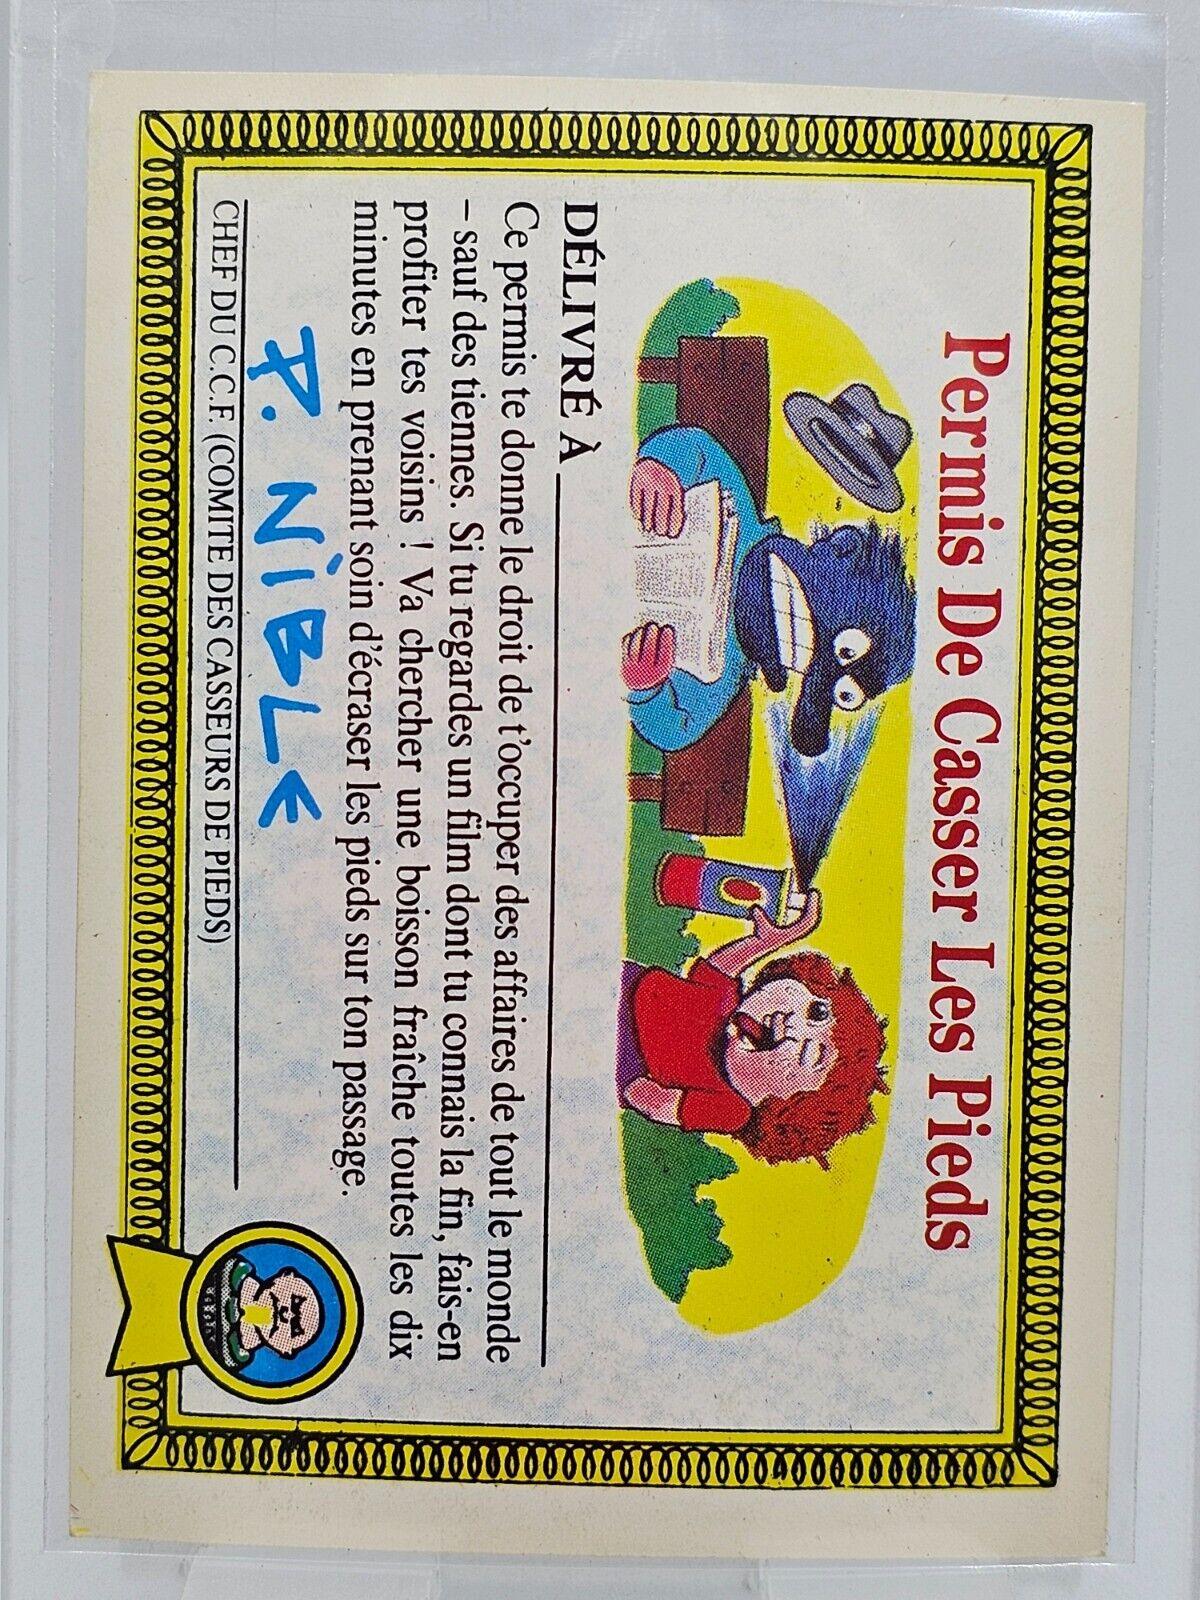 Permis De Casser Les Pieds
DÉLIVRÉ À
Ce permis te donne le droit de t'occuper des affaires de tout le monde
– sauf des tiennes. Si tu regardes un film dont tu connais la fin, fais-en
profiter tes voisins ! Va chercher une boisson fraîche toutes les dix
minutes en prenant soin d'écraser les pieds sur ton passage.
P. NIBLE
CHEF DU C.C.F. (COMITE DES CASSEURS DE PIEDS)